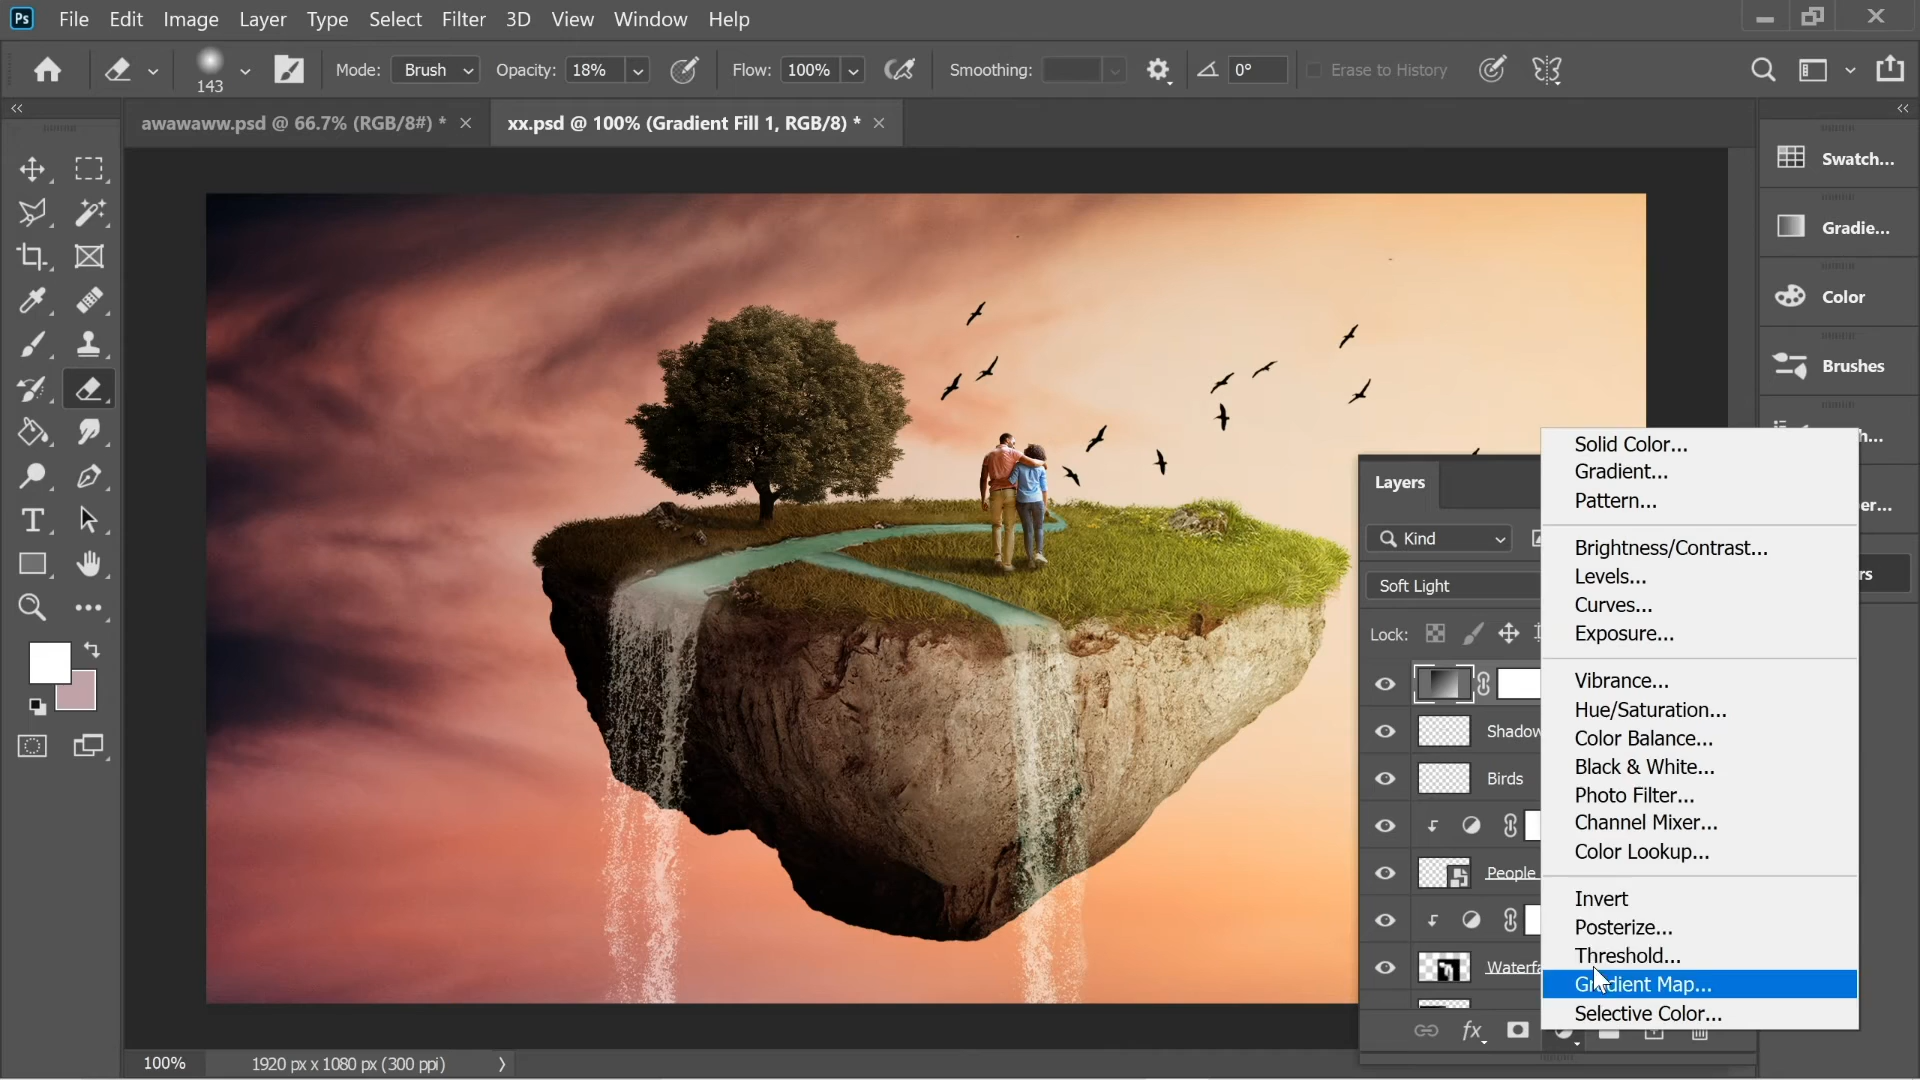 Ps File Edit Image Layer Type Select Filter 3D View Window Help
143 Mode: Brush Opacity: 18% Flow: 100% Smoothing: 0° Erase to History
awawaww.psd @ 66.7% (RGB/8#) * ×
xx.psd @ 100% (Gradient Fill 1, RGB/8) * ×
Swatch...
Gradie...
Color
Brushes
Layers
Kind
Soft Light
Lock:
Shadow
Birds
People
Waterfa
fx
Solid Color...
Gradient...
Pattern...
Brightness/Contrast...
Levels...
Curves...
Exposure...
Vibrance...
Hue/Saturation...
Color Balance...
Black & White...
Photo Filter...
Channel Mixer...
Color Lookup...
Invert
Posterize...
Threshold...
Gradient Map...
Selective Color...
100% 1920 px x 1080 px (300 ppi)